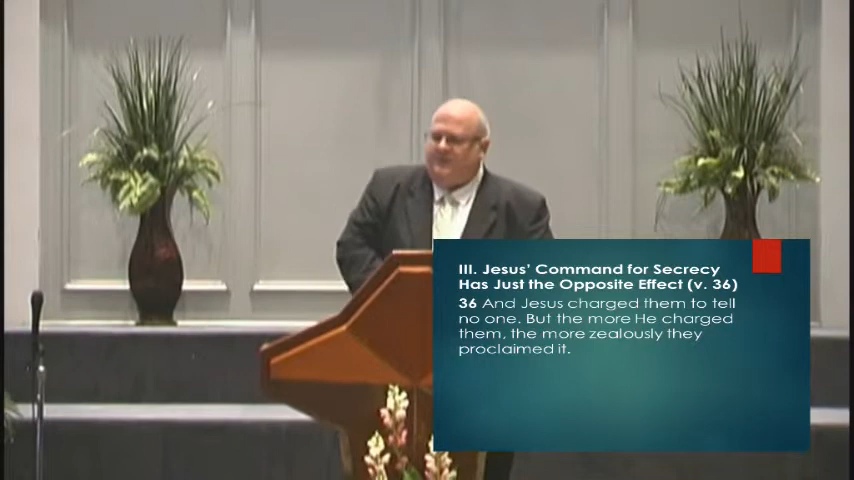 III. Jesus' Command for Secrecy
Has Just the Opposite Effect (v. 36)
36 And Jesus charged them to tell
no one. But the more He charged
them, the more zealously they
proclaimed it.